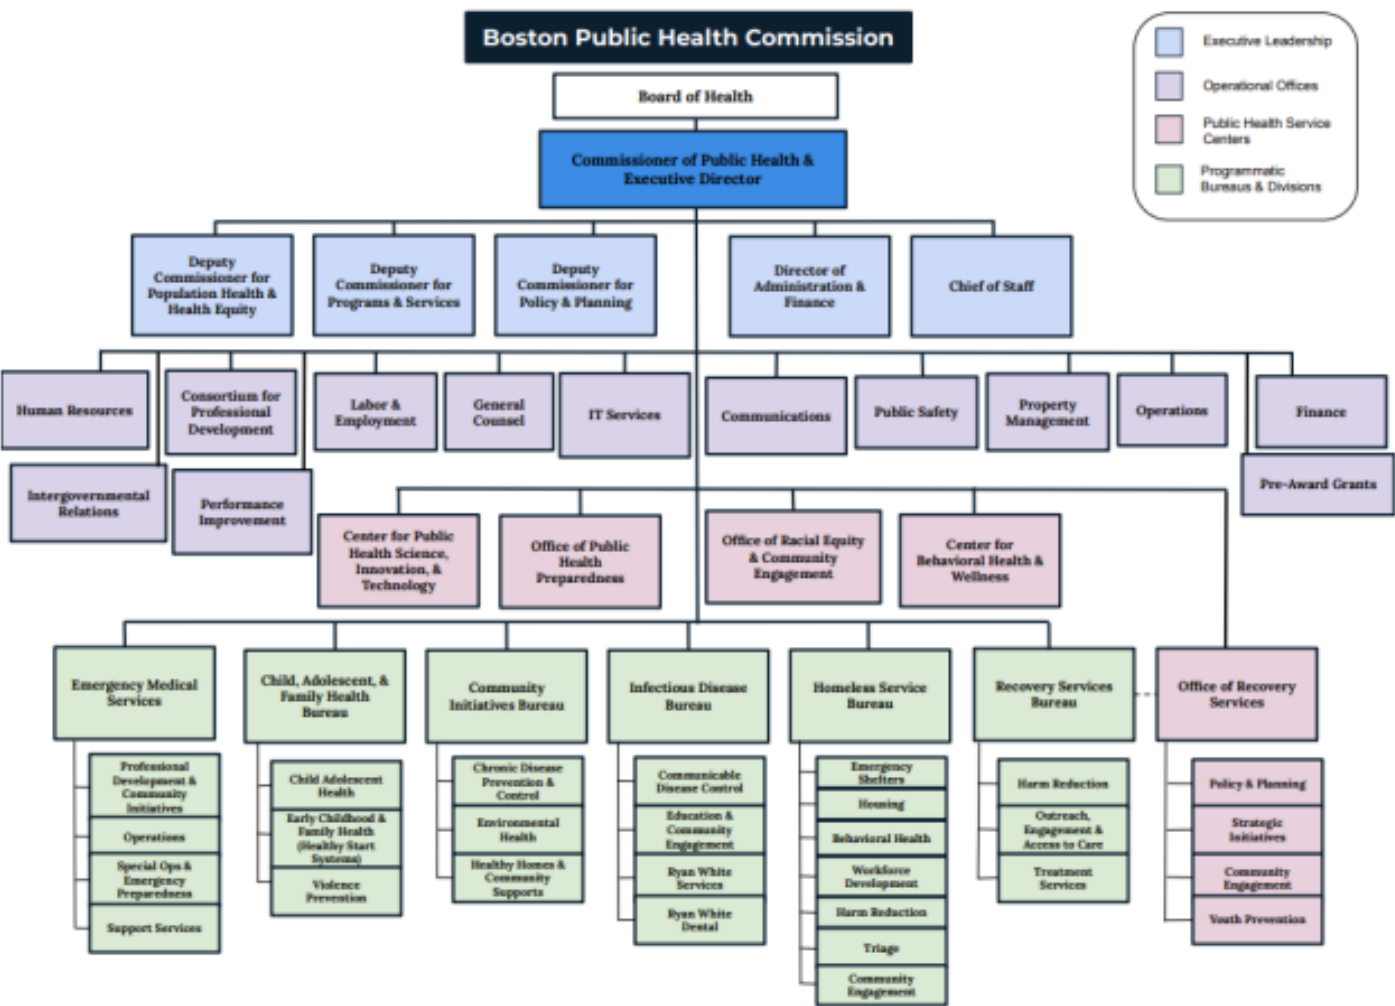 Boston Public Health Commission
Executive Leadership
Operational Offices
Public Health Service
Centers
Programmatic
Bureaus & Divisions
Board of Health
Commissioner of Public Health &
Executive Director
Deputy
Commissioner for
Population Health &
Health Equity
Deputy
Commissioner for
Programs & Services
Deputy
Commissioner for
Policy & Planning
Director of
Administration &
Finance
Chief of Staff
Human Resources
Consortium for
Professional
Development
Labor &
Employment
General
Counsel
IT Services
Communications
Public Safety
Property
Management
Operations
Finance
Intergovernmental
Relations
Performance
Improvement
Pre-Award Grants
Center for Public
Health Science,
Innovation, &
Technology
Office of Public
Health
Preparedness
Office of Racial Equity
& Community
Engagement
Center for
Behavioral Health &
Wellness
Emergency Medical
Services
Child, Adolescent, &
Family Health
Bureau
Community
Initiatives Bureau
Infectious Disease
Bureau
Homeless Service
Bureau
Recovery Services
Bureau
Office of Recovery
Services
Professional
Development &
Community
Initiatives
Operations
Special Ops &
Emergency
Preparedness
Support Services
Child Adolescent
Health
Early Childhood &
Family Health
(Healthy Start
Systems)
Violence
Prevention
Chronic Disease
Prevention &
Control
Environmental
Health
Healthy Homes &
Community
Supports
Communicable
Disease Control
Education &
Community
Engagement
Ryan White
Services
Ryan White
Dental
Emergency
Shelters
Housing
Behavioral Health
Workforce
Development
Harm Reduction
Triage
Community
Engagement
Harm Reduction
Outreach,
Engagement &
Access to Care
Treatment
Services
Policy & Planning
Strategic
Initiatives
Community
Engagement
Youth Prevention